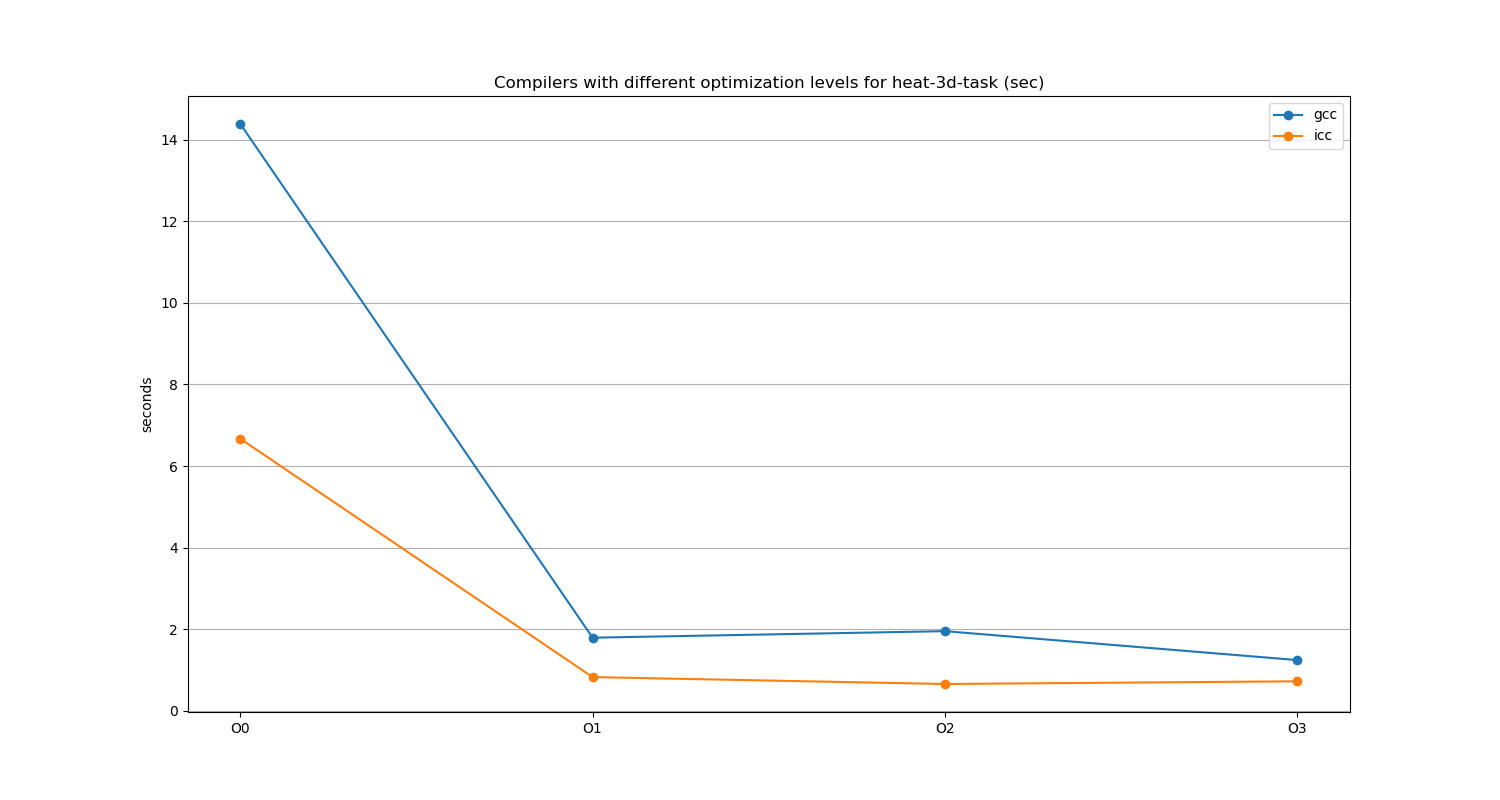 Compilers with different optimization levels for heat-3d-task (sec)
gcc
icc
14
12
10
8
6
4
2
0
seconds
O0
O1
O2
O3